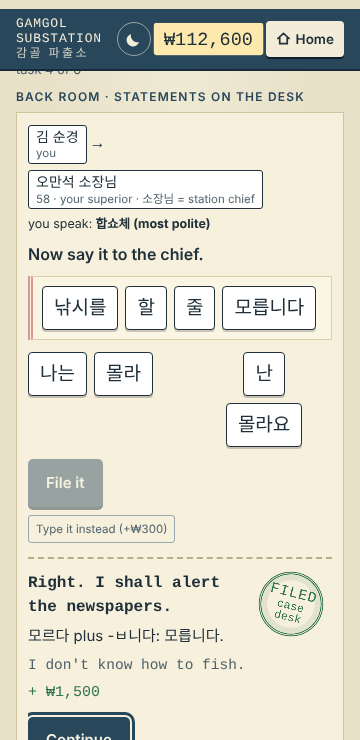 GAMGOL
SUBSTATION
감골 파출소
₩112,600
Home
task 4 of 6
BACK ROOM · STATEMENTS ON THE DESK
김 순경
you
→
오만석 소장님
58 · your superior · 소장님 = station chief
you speak: 합쇼체 (most polite)
Now say it to the chief.
낚시를 할 줄 모릅니다
나는 몰라 난
몰라요
File it
Type it instead (+₩300)
Right. I shall alert
the newspapers.
FILED
case
desk
모르다 plus -ㅂ니다: 모릅니다.
I don't know how to fish.
+ ₩1,500
Continue